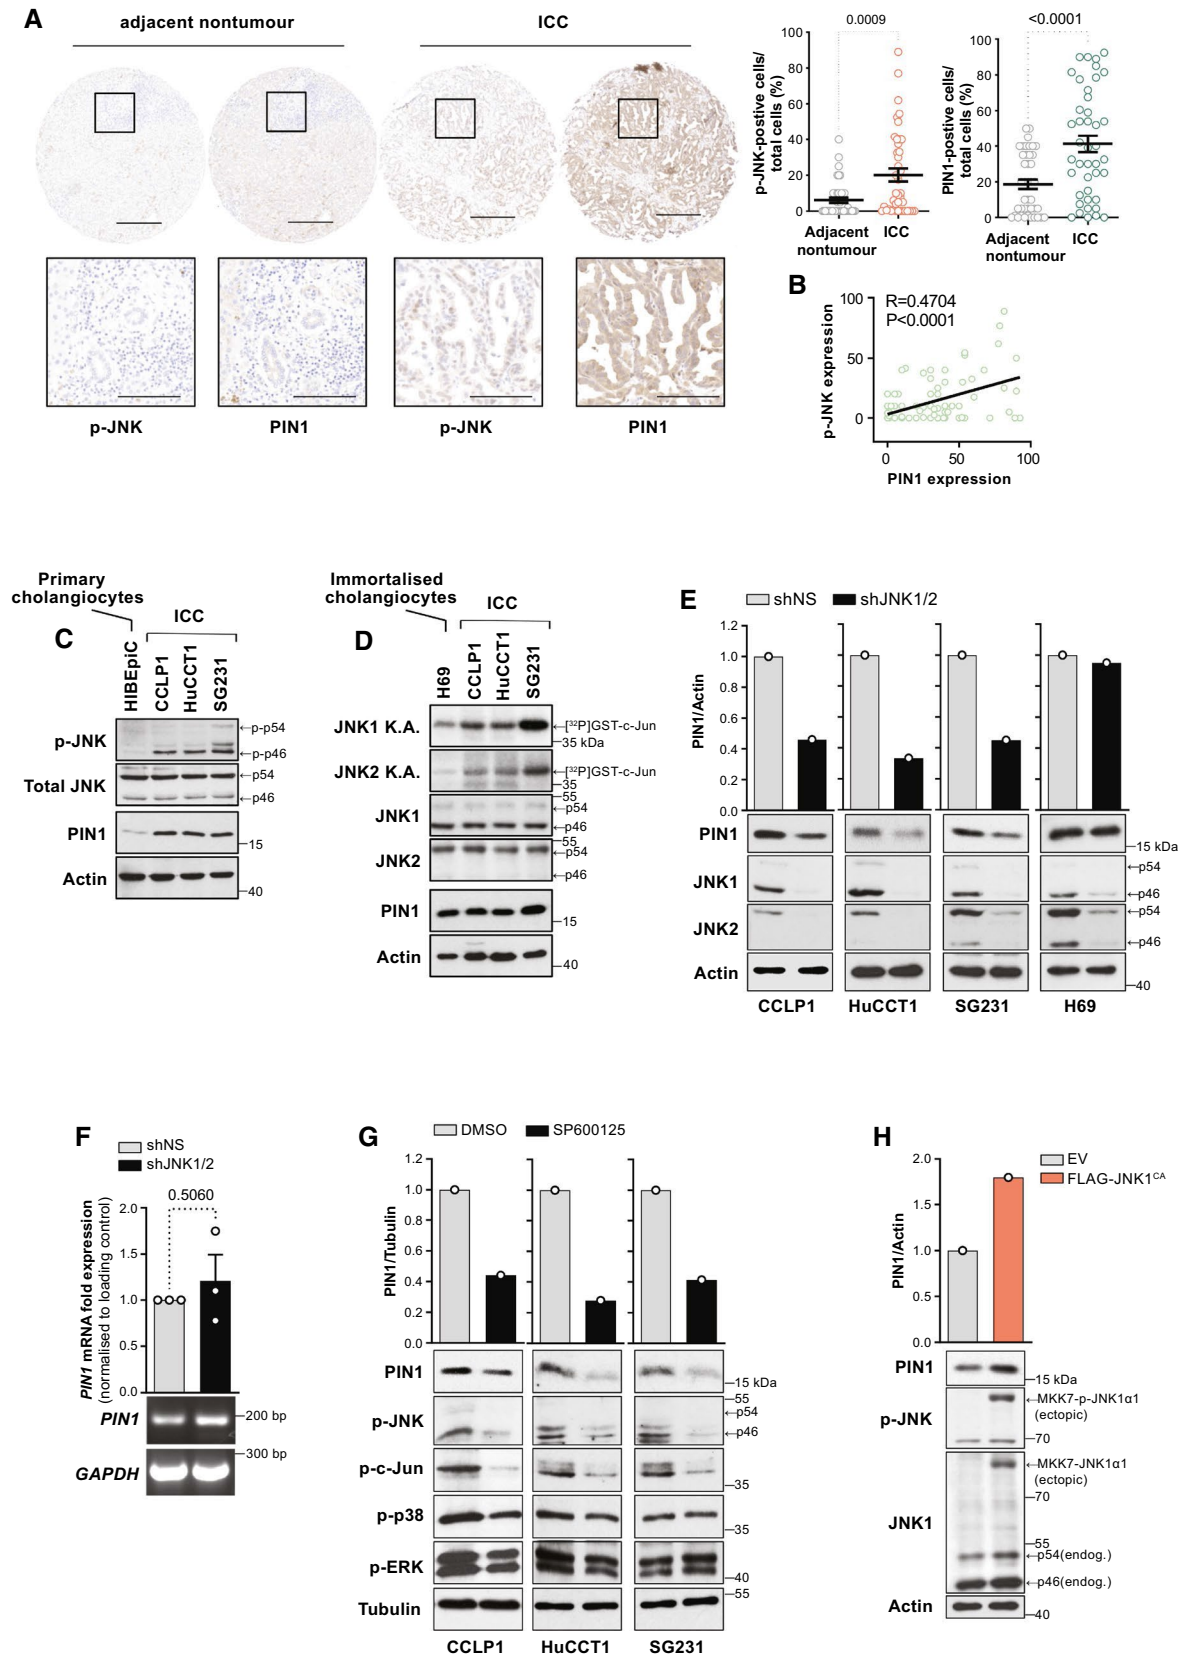 A
adjacent nontumour
ICC
p-JNK
PIN1
p-JNK
PIN1
0.0009
p-JNK-postive cells/
total cells (%)
100
80
60
40
20
0
Adjacent
nontumour
ICC
<0.0001
PIN1-postive cells/
total cells (%)
100
80
60
40
20
0
Adjacent
nontumour
ICC
B
R=0.4704
P<0.0001
p-JNK expression
100
50
0
0
50
100
PIN1 expression
Primary
cholangiocytes
C
ICC
HIBEpiC
CCLP1
HuCCT1
SG231
p-JNK
←p-p54
←p-p46
Total JNK
←p54
←p46
PIN1
15
Actin
40
Immortalised
cholangiocytes
D
ICC
H69
CCLP1
HuCCT1
SG231
JNK1 K.A.
←[³²P]GST-c-Jun
35 kDa
JNK2 K.A.
←[³²P]GST-c-Jun
35
JNK1
55
←p54
←p46
JNK2
55
←p54
←p46
PIN1
15
Actin
40
E
shNS
shJNK1/2
PIN1/Actin
1.2
1.0
0.8
0.6
0.4
0.2
0.0
PIN1
15 kDa
JNK1
←p54
←p46
JNK2
←p54
←p46
Actin
40
CCLP1
HuCCT1
SG231
H69
F
shNS
shJNK1/2
0.5060
PIN1 mRNA fold expression
(normalised to loading control)
2.0
1.5
1.0
0.5
0.0
PIN1
200 bp
300 bp
GAPDH
G
DMSO
SP600125
PIN1/Tubulin
1.2
1.0
0.8
0.6
0.4
0.2
0.0
PIN1
15 kDa
p-JNK
55
←p54
←p46
p-c-Jun
35
p-p38
35
p-ERK
40
Tubulin
55
CCLP1
HuCCT1
SG231
H
EV
FLAG-JNK1ᶜᴬ
PIN1/Actin
2.0
1.5
1.0
0.5
0.0
PIN1
15 kDa
p-JNK
←MKK7-p-JNK1α1
(ectopic)
70
JNK1
←MKK7-JNK1α1
(ectopic)
70
55
←p54(endog.)
←p46(endog.)
Actin
40